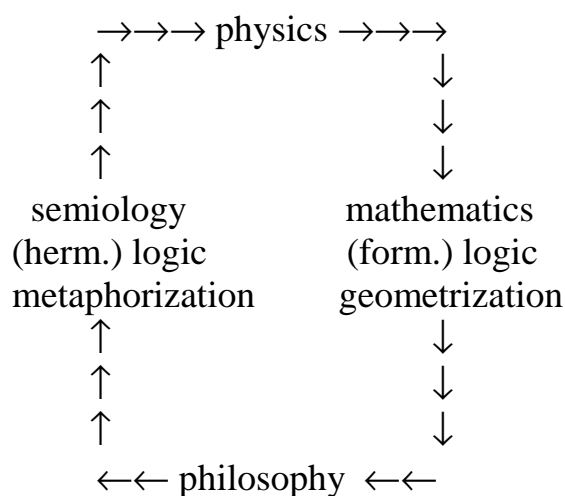 →→→ physics →→→
↑ ↓
↑ ↓
↑ ↓
semiology mathematics
(herm.) logic (form.) logic
metaphorization geometrization
↑ ↓
↑ ↓
↑ ↓
←← philosophy ←←